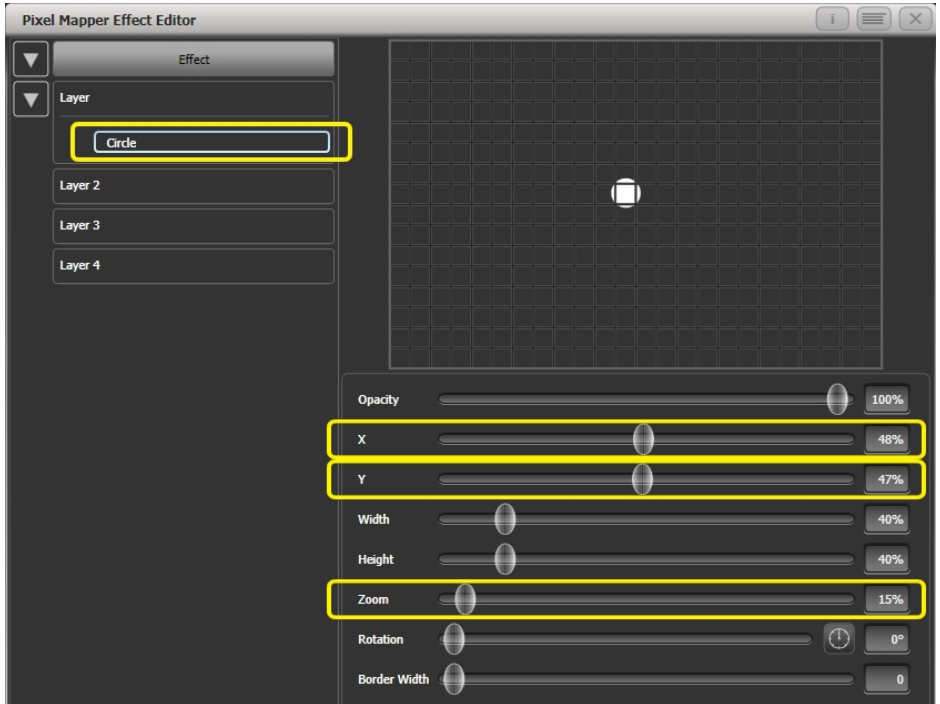 Pixel Mapper Effect Editor
i
Effect
Layer
Circle
Layer 2
Layer 3
Layer 4
Opacity 100%
X 48%
Y 47%
Width 40%
Height 40%
Zoom 15%
Rotation 0°
Border Width 0